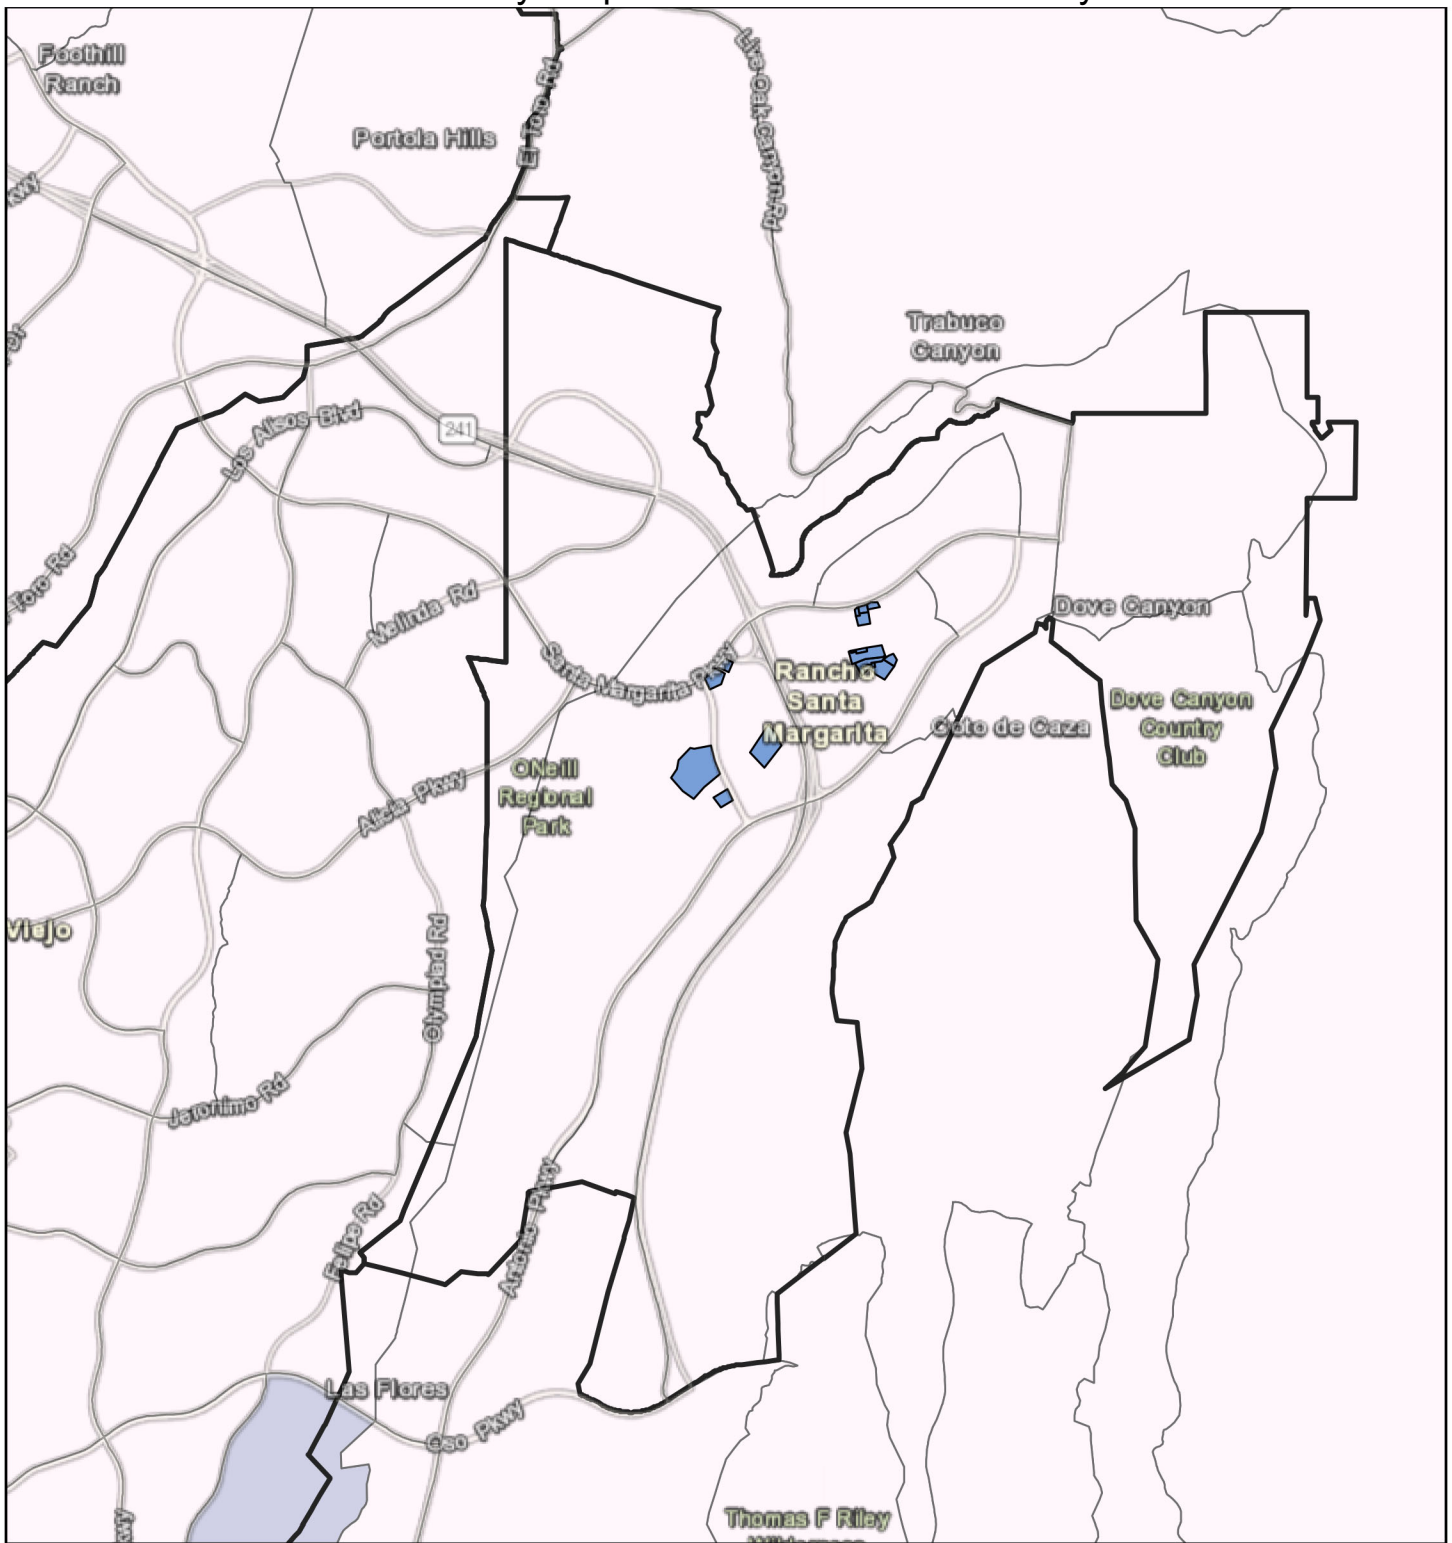 Foothill
Ranch
Portola Hills
El Toro Rd
Live Oak Canyon Rd
Trabuco
Canyon
241
Los Alisos Blvd
Toro Rd
Melinda Rd
Santa Margarita Pkwy
Dove Canyon
Rancho
Santa
Margarita
Coto de Caza
Dove Canyon
Country
Club
ONeill
Regional
Park
Alicia Pkwy
Viejo
Olympiad Rd
Jeronimo Rd
Antonio Pkwy
Felipe Rd
Las Flores
Oso Pkwy
Thomas F Riley